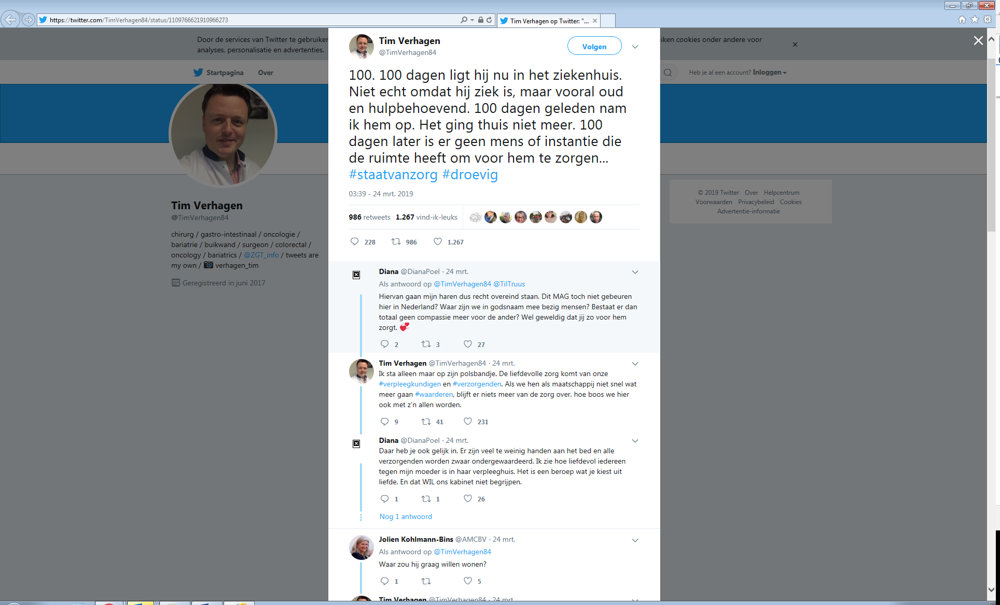 https://twitter.com/TimVerhagen84/status/1109766621910966273
Tim Verhagen op Twitter: "...
Door de services van Twitter te gebruiken
iken cookies onder andere voor
analyses, personalisatie en advertenties.
Startpagina
Over
Heb je al een account? Inloggen
Tim Verhagen
@TimVerhagen84
Volgen
100. 100 dagen ligt hij nu in het ziekenhuis.
Niet echt omdat hij ziek is, maar vooral oud
en hulpbehoevend. 100 dagen geleden nam
ik hem op. Het ging thuis niet meer. 100
dagen later is er geen mens of instantie die
de ruimte heeft om voor hem te zorgen...
#staatvanzorg #droevig
03:39 - 24 mrt. 2019
986 retweets 1.267 vind-ik-leuks
228 986 1.267
Tim Verhagen
@TimVerhagen84
chirurg / gastro-intestinaal / oncologie /
bariatrie / buikwand / surgeon / colorectal /
oncology / bariatrics / @ZGT_info / tweets are
my own / verhagen_tim
Geregistreerd in juni 2017
© 2019 Twitter Over Helpcentrum
Voorwaarden Privacybeleid Cookies
Advertentie-informatie
Diana @DianaPoel · 24 mrt.
Als antwoord op @TimVerhagen84 @TilTruus
Hiervan gaan mijn haren dus recht overeind staan. Dit MAG toch niet gebeuren
hier in Nederland? Waar zijn we in godsnaam mee bezig mensen? Bestaat er dan
totaal geen compassie meer voor de ander? Wel geweldig dat jij zo voor hem
zorgt. 💞
2 3 27
Tim Verhagen @TimVerhagen84 · 24 mrt.
Ik sta alleen maar op zijn polsbandje. De liefdevolle zorg komt van onze
#verpleegkundigen en #verzorgenden. Als we hen als maatschappij niet snel wat
meer gaan #waarderen, blijft er niets meer van de zorg over, hoe boos we hier
ook met z'n allen worden.
9 41 231
Diana @DianaPoel · 24 mrt.
Daar heb je ook gelijk in. Er zijn veel te weinig handen aan het bed en alle
verzorgenden worden zwaar ondergewaardeerd. Ik zie hoe liefdevol iedereen
tegen mijn moeder is in haar verpleeghuis. Het is een beroep wat je kiest uit
liefde. En dat WIL ons kabinet niet begrijpen.
1 1 26
Nog 1 antwoord
Jolien Kohlmann-Bins @AMCBV · 24 mrt.
Als antwoord op @TimVerhagen84
Waar zou hij graag willen wonen?
1 5
Tim Verhagen @TimVerhagen84 · 24 mrt.